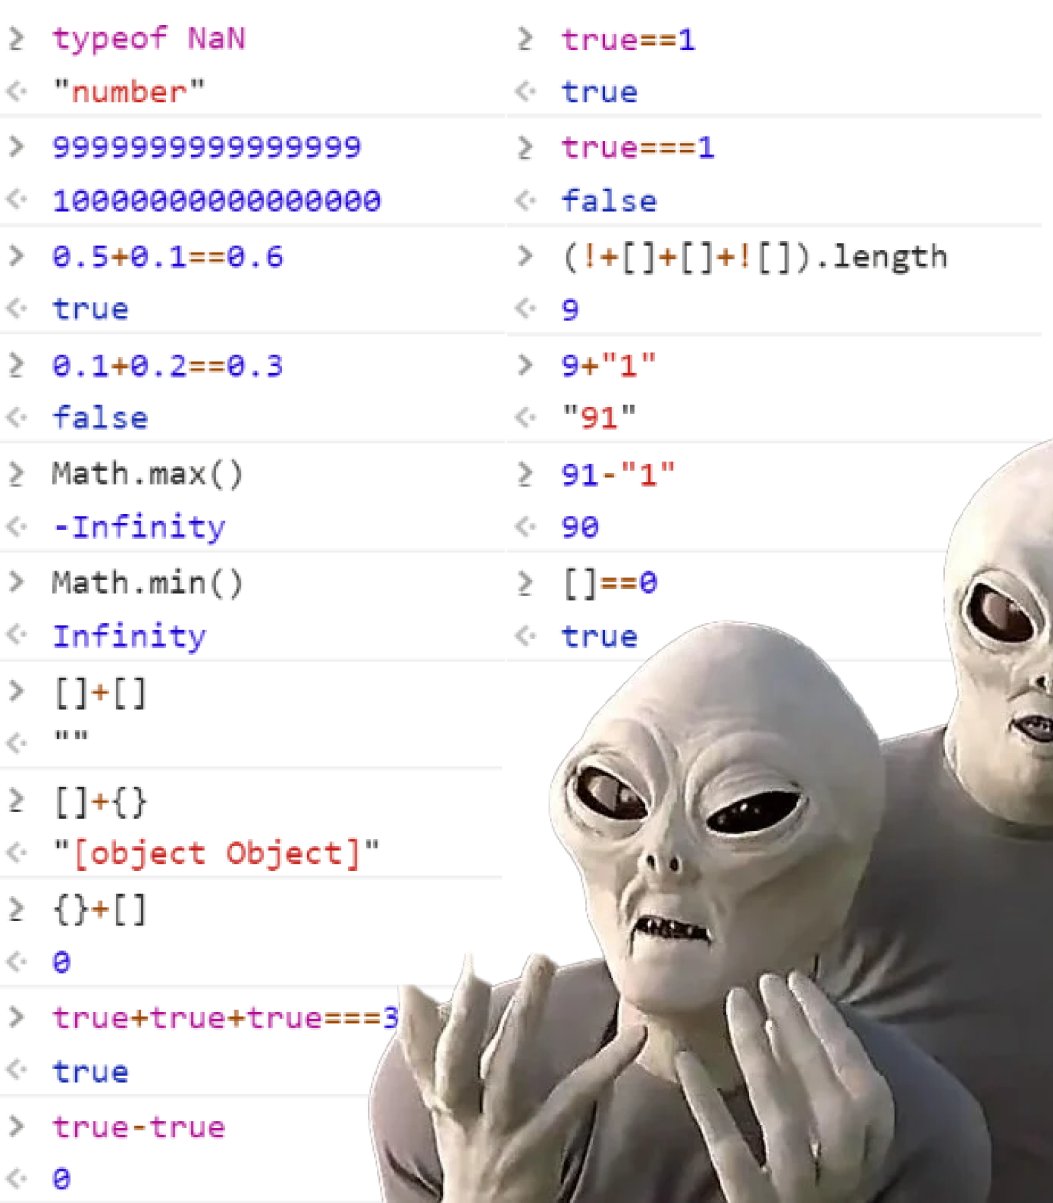 > typeof NaN
<· "number"
> 9999999999999999
<· 10000000000000000
> 0.5+0.1==0.6
<· true
> 0.1+0.2==0.3
<· false
> Math.max()
<· -Infinity
> Math.min()
<· Infinity
> []+[]
<· ""
> []+{}
<· "[object Object]"
> {}+[]
<· 0
> true+true+true===3
<· true
> true-true
<· 0
> true==1
<· true
> true===1
<· false
> (!+[]+[]+![]).length
<· 9
> 9+"1"
<· "91"
> 91-"1"
<· 90
> []==0
<· true